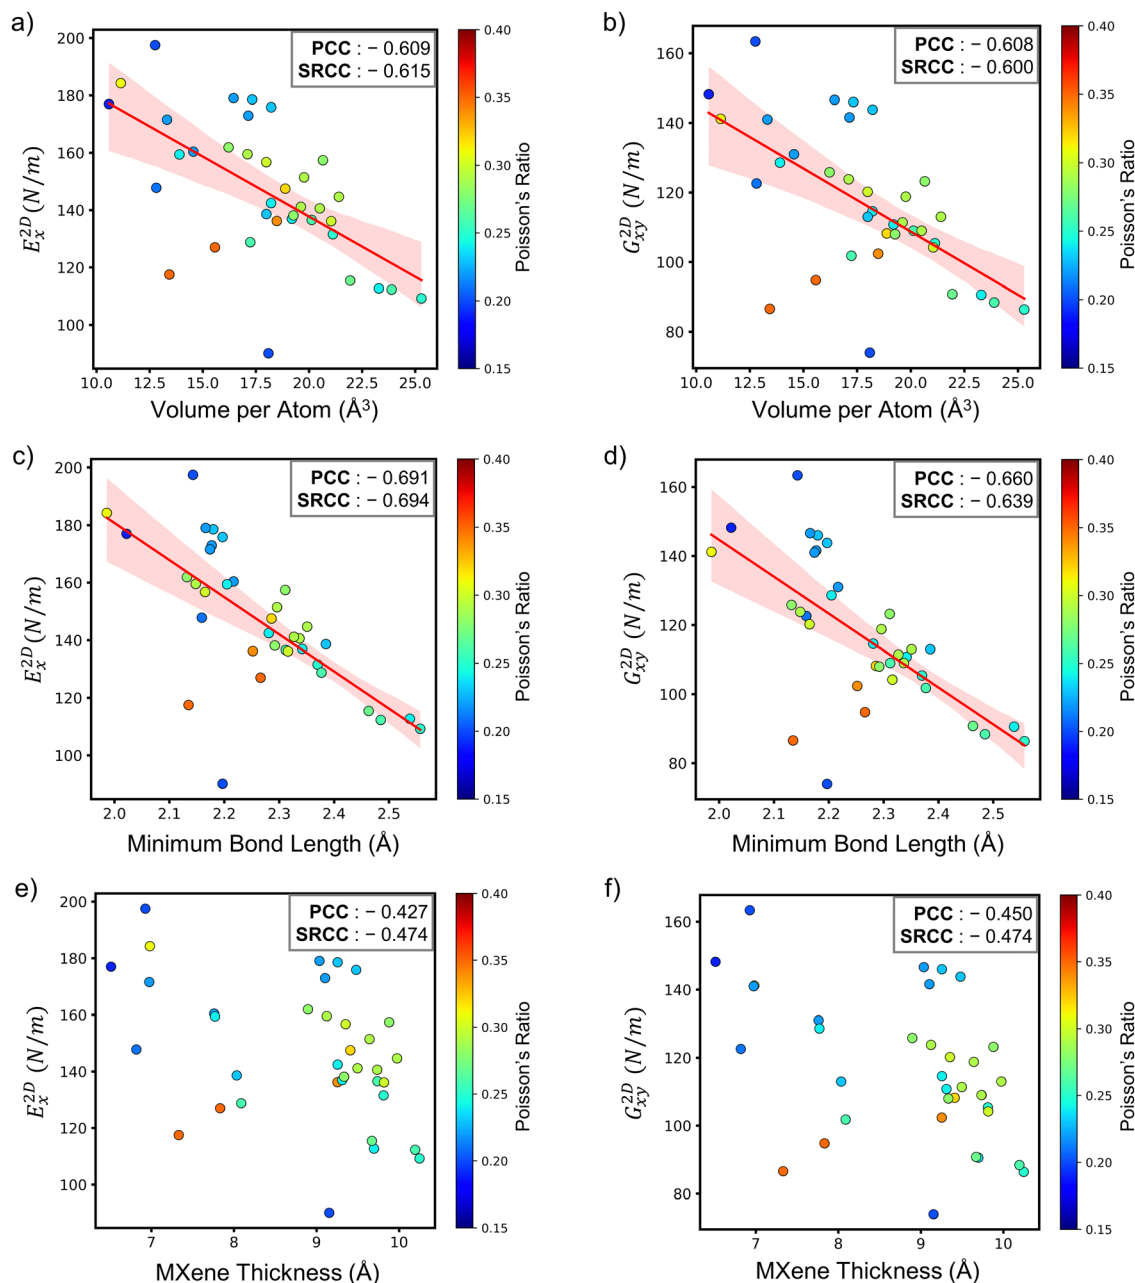 a)
PCC : − 0.609
SRCC : − 0.615
200
180
160
140
120
100
E_x^{2D} (N/m)
10.0 12.5 15.0 17.5 20.0 22.5 25.0
Volume per Atom (Å³)
0.40
0.35
0.30
0.25
0.20
0.15
Poisson's Ratio
b)
PCC : − 0.608
SRCC : − 0.600
160
140
120
100
80
G_{xy}^{2D} (N/m)
10.0 12.5 15.0 17.5 20.0 22.5 25.0
Volume per Atom (Å³)
0.40
0.35
0.30
0.25
0.20
0.15
Poisson's Ratio
c)
PCC : − 0.691
SRCC : − 0.694
200
180
160
140
120
100
E_x^{2D} (N/m)
2.0 2.1 2.2 2.3 2.4 2.5
Minimum Bond Length (Å)
0.40
0.35
0.30
0.25
0.20
0.15
Poisson's Ratio
d)
PCC : − 0.660
SRCC : − 0.639
160
140
120
100
80
G_{xy}^{2D} (N/m)
2.0 2.1 2.2 2.3 2.4 2.5
Minimum Bond Length (Å)
0.40
0.35
0.30
0.25
0.20
0.15
Poisson's Ratio
e)
PCC : − 0.427
SRCC : − 0.474
200
180
160
140
120
100
E_x^{2D} (N/m)
7 8 9 10
MXene Thickness (Å)
0.40
0.35
0.30
0.25
0.20
0.15
Poisson's Ratio
f)
PCC : − 0.450
SRCC : − 0.474
160
140
120
100
80
G_{xy}^{2D} (N/m)
7 8 9 10
MXene Thickness (Å)
0.40
0.35
0.30
0.25
0.20
0.15
Poisson's Ratio